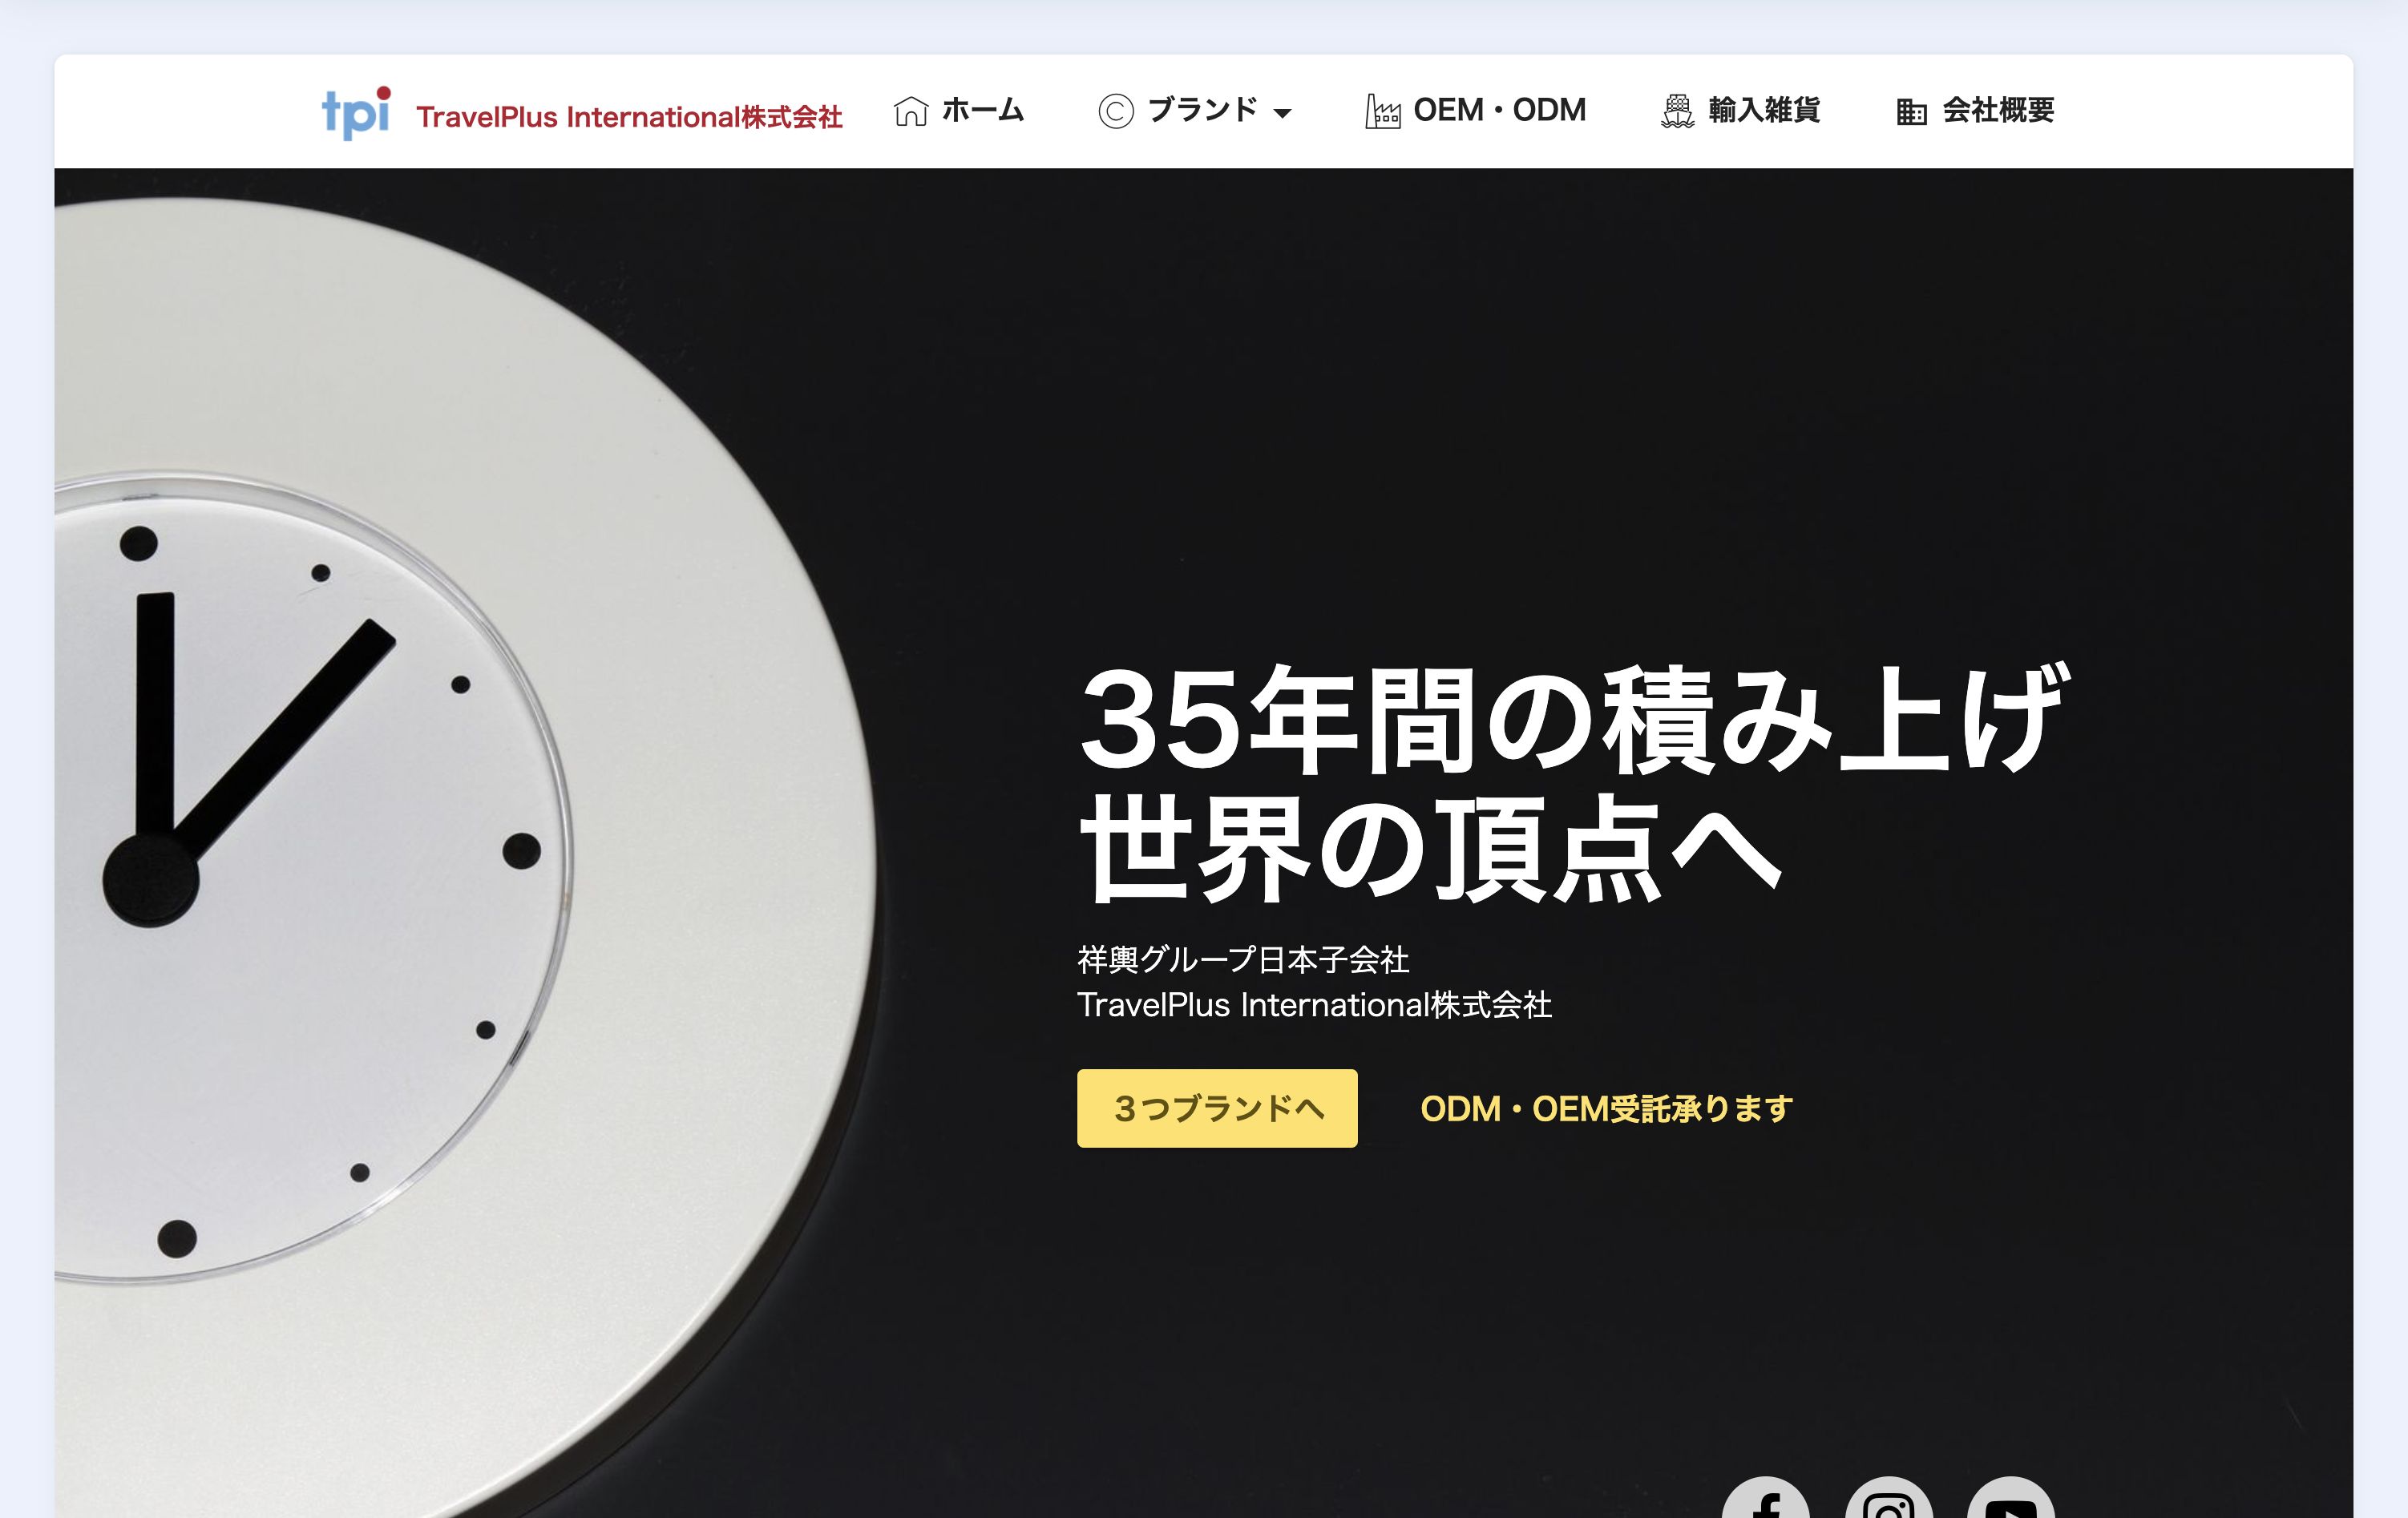 tpi
TravelPlus International株式会社
ホーム
ブランド
OEM・ODM
輸入雑貨
会社概要
35年間の積み上げ
世界の頂点へ
祥輿グループ日本子会社
TravelPlus International株式会社
３つブランドへ
ODM・OEM受託承ります